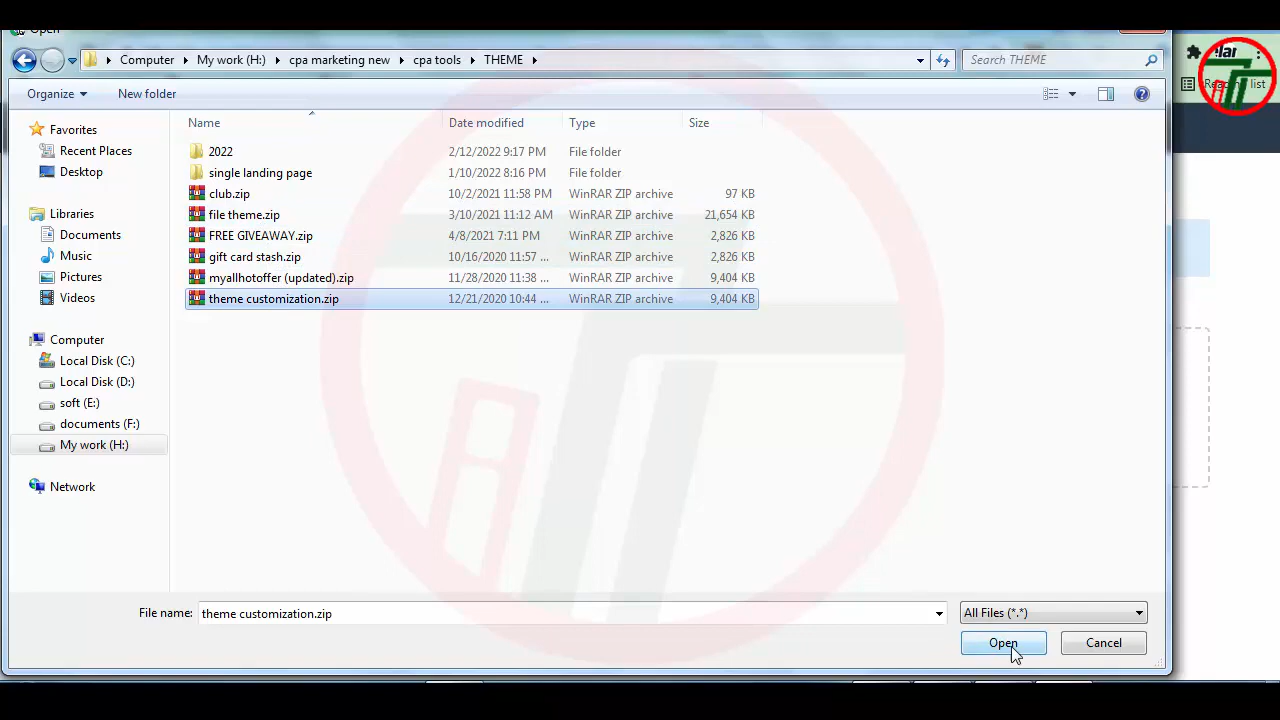 Open
Computer My work (H:) cpa marketing new cpa tools THEME
Search THEME
Organize New folder
Name Date modified Type Size
Favorites
Recent Places
Desktop
Libraries
Documents
Music
Pictures
Videos
Computer
Local Disk (C:)
Local Disk (D:)
soft (E:)
documents (F:)
My work (H:)
Network
2022 2/12/2022 9:17 PM File folder
single landing page 1/10/2022 8:16 PM File folder
club.zip 10/2/2021 11:58 PM WinRAR ZIP archive 97 KB
file theme.zip 3/10/2021 11:12 AM WinRAR ZIP archive 21,654 KB
FREE GIVEAWAY.zip 4/8/2021 7:11 PM WinRAR ZIP archive 2,826 KB
gift card stash.zip 10/16/2020 11:57 ... WinRAR ZIP archive 2,826 KB
myallhotoffer (updated).zip 11/28/2020 11:38 ... WinRAR ZIP archive 9,404 KB
theme customization.zip 12/21/2020 10:44 ... WinRAR ZIP archive 9,404 KB
File name: theme customization.zip All Files (*.*)
Open Cancel
list